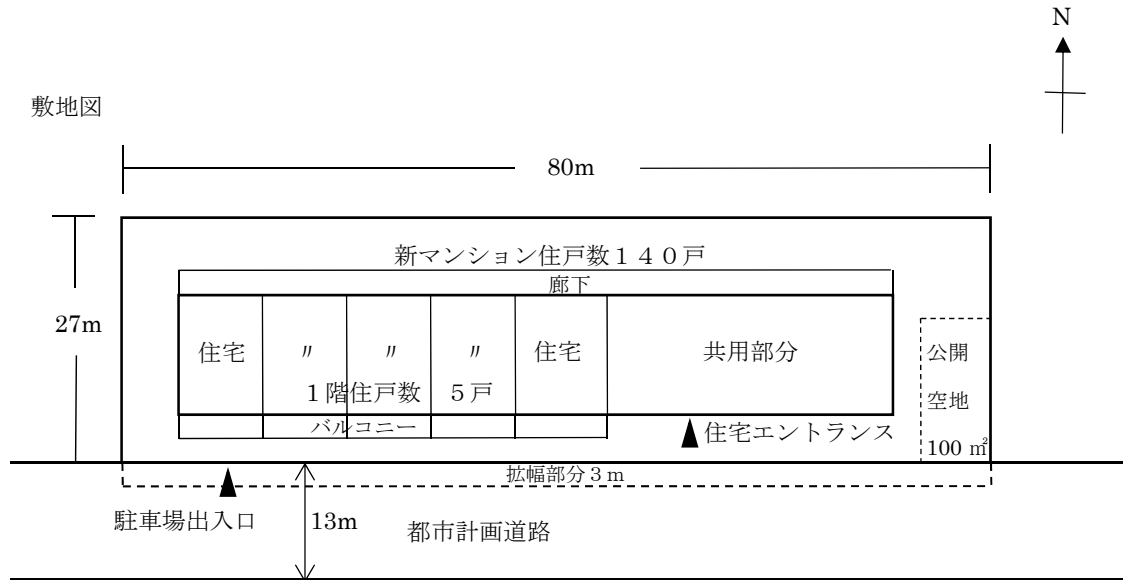 N
敷地図
80m
新マンション住戸数１４０戸
廊下
27m
住宅 〃 〃 〃 住宅 共用部分
公開
空地
100 ㎡
１階住戸数 ５戸
バルコニー
住宅エントランス
拡幅部分３ｍ
駐車場出入口
13m
都市計画道路